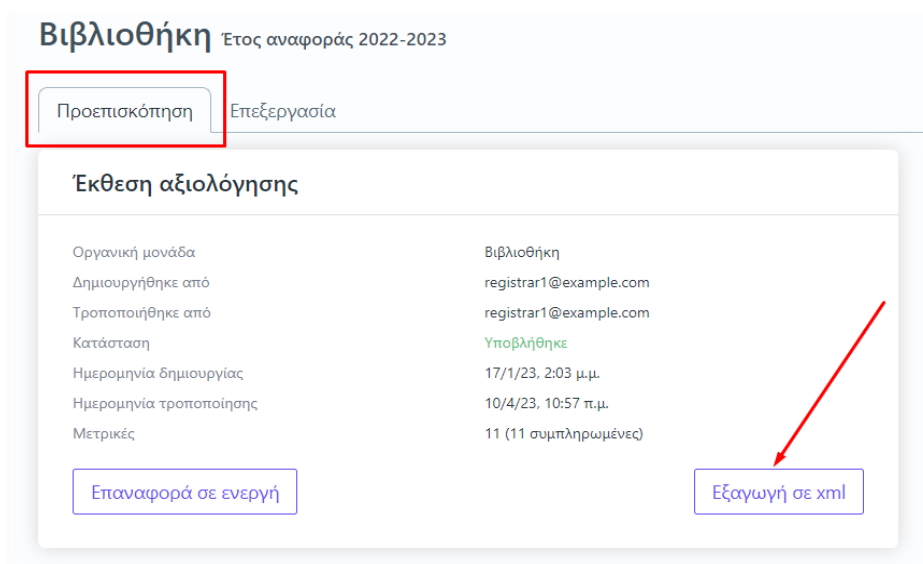 Βιβλιοθήκη Έτος αναφοράς 2022-2023
Προεπισκόπηση Επεξεργασία
Έκθεση αξιολόγησης
Οργανική μονάδα Βιβλιοθήκη
Δημιουργήθηκε από registrar1@example.com
Τροποποιήθηκε από registrar1@example.com
Κατάσταση Υποβλήθηκε
Ημερομηνία δημιουργίας 17/1/23, 2:03 μ.μ.
Ημερομηνία τροποποίησης 10/4/23, 10:57 π.μ.
Μετρικές 11 (11 συμπληρωμένες)
Επαναφορά σε ενεργή Εξαγωγή σε xml